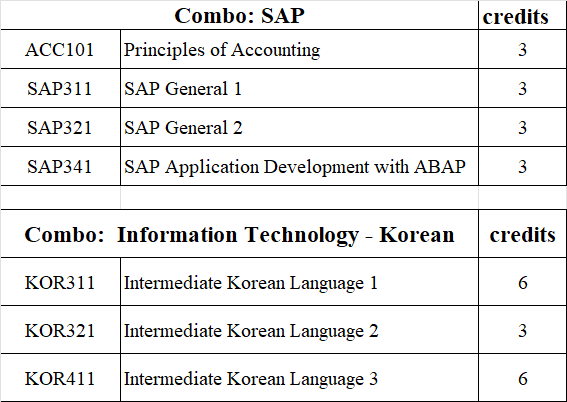 Combo: SAP credits
ACC101 Principles of Accounting 3
SAP311 SAP General 1 3
SAP321 SAP General 2 3
SAP341 SAP Application Development with ABAP 3
Combo: Information Technology - Korean credits
KOR311 Intermediate Korean Language 1 6
KOR321 Intermediate Korean Language 2 3
KOR411 Intermediate Korean Language 3 6